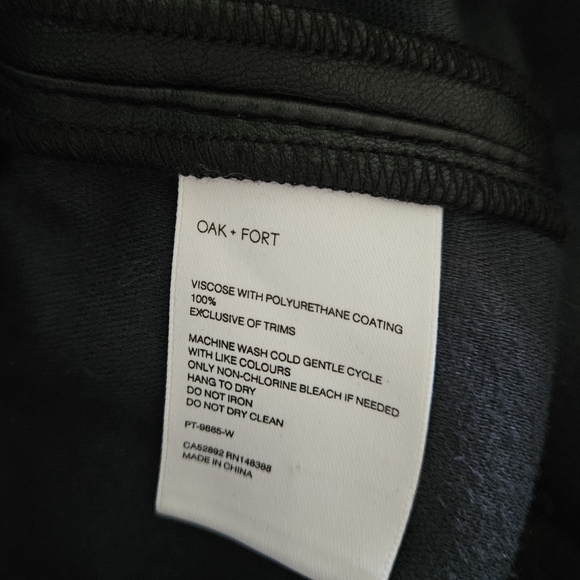 OAK + FORT
VISCOSE WITH POLYURETHANE COATING
100%
EXCLUSIVE OF TRIMS
MACHINE WASH COLD GENTLE CYCLE
WITH LIKE COLOURS
ONLY NON-CHLORINE BLEACH IF NEEDED
HANG TO DRY
DO NOT IRON
DO NOT DRY CLEAN
PT-9885-W
CA52892 RN148388
MADE IN CHINA